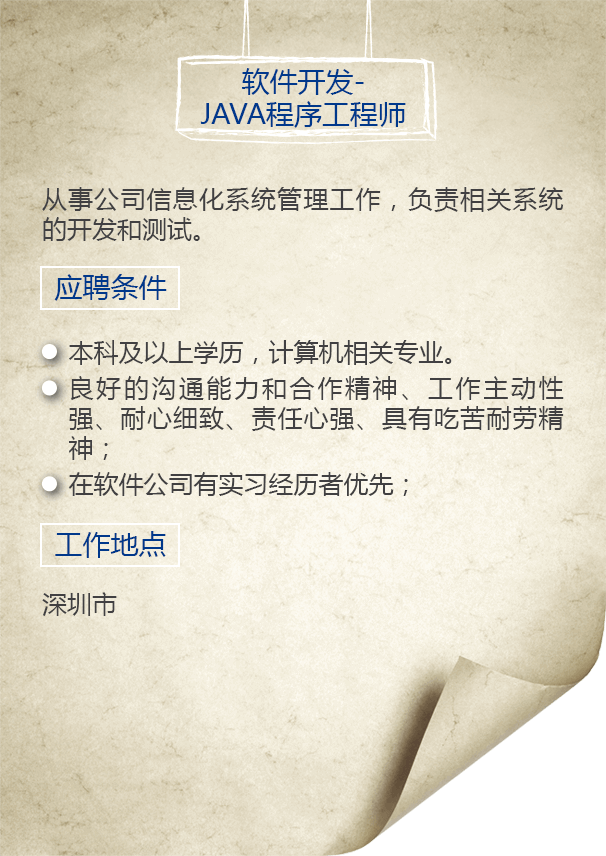 软件开发-
JAVA程序工程师
从事公司信息化系统管理工作，负责相关系统
的开发和测试。
应聘条件
本科及以上学历，计算机相关专业。
良好的沟通能力和合作精神、工作主动性
强、耐心细致、责任心强、具有吃苦耐劳精
神；
在软件公司有实习经历者优先；
工作地点
深圳市